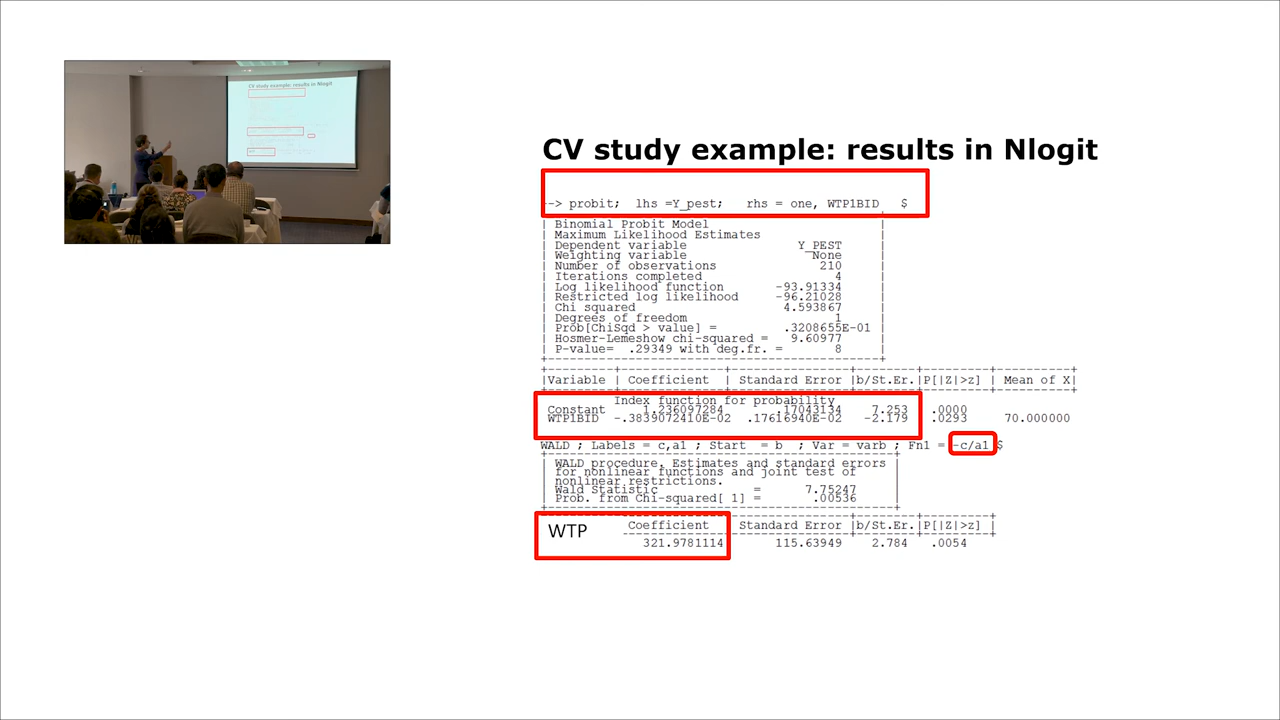 CV study example: results in Nlogit
--> probit; lhs =Y_pest; rhs = one, WTP1BID $
Binomial Probit Model
Maximum Likelihood Estimates
Dependent variable Y_PEST
Weighting variable None
Number of observations 210
Iterations completed 4
Log likelihood function -93.91334
Restricted log likelihood -96.21028
Chi squared 4.593867
Degrees of freedom 1
Prob[ChiSqd > value] = .3208655E-01
Hosmer-Lemeshow chi-squared = 9.60977
P-value= .29349 with deg.fr. = 8
|Variable | Coefficient | Standard Error |b/St.Er.|P[|Z|>z] | Mean of X|
Index function for probability
Constant 1.236097284 .17043134 7.253 .0000
WTP1BID -.3839072410E-02 .17616940E-02 -2.179 .0293 70.000000
WALD ; Labels = c,a1 ; Start = b ; Var = varb ; Fn1 = -c/a1 $
WALD procedure. Estimates and standard errors
for nonlinear functions and joint test of
nonlinear restrictions.
Wald Statistic = 7.75247
Prob. from Chi-squared[ 1] = .00536
WTP Coefficient | Standard Error |b/St.Er.|P[|Z|>z] |
321.9781114 115.63949 2.784 .0054
CV study example: results in Nlogit